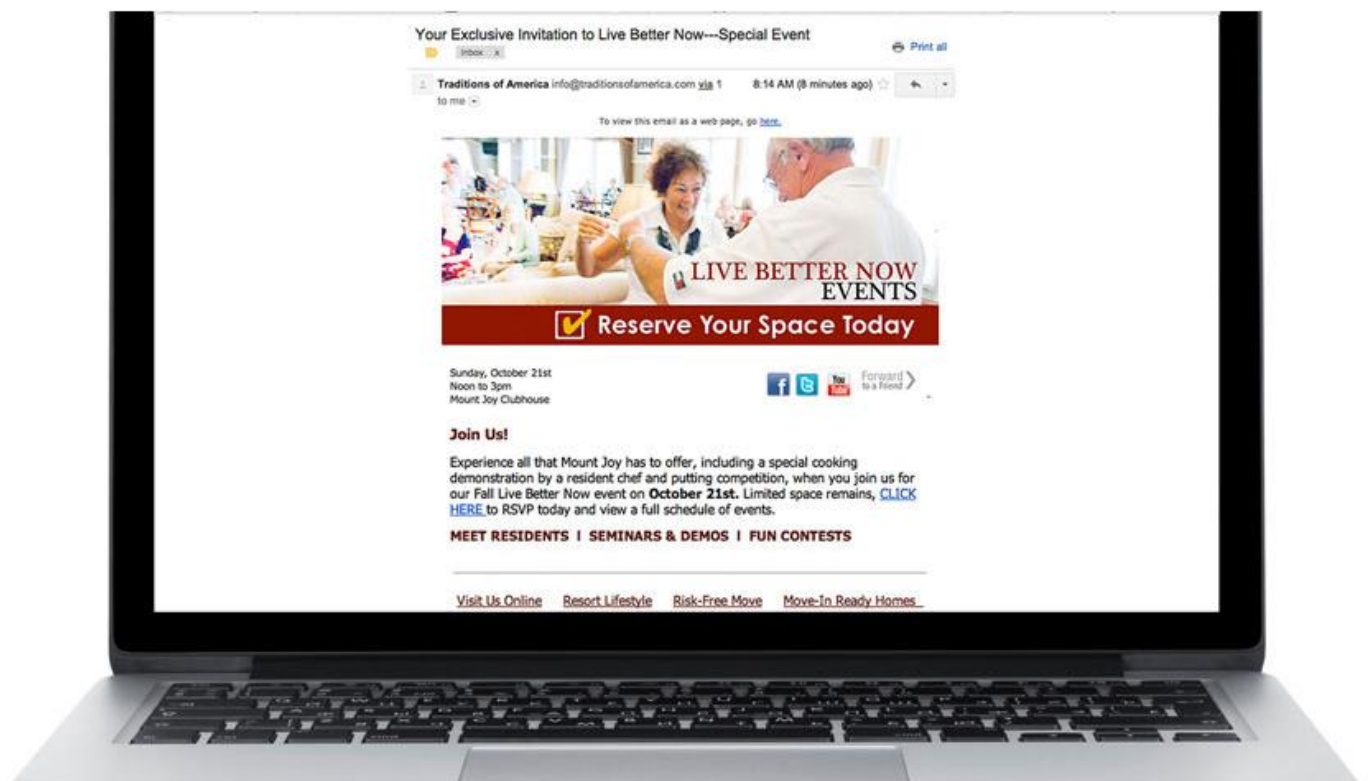 Your Exclusive Invitation to Live Better Now---Special Event
Inbox x
Print all
Traditions of America info@traditionsofamerica.com via 1
8:14 AM (8 minutes ago)
to me
To view this email as a web page, go here.
LIVE BETTER NOW
EVENTS
Reserve Your Space Today
Sunday, October 21st
Noon to 3pm
Mount Joy Clubhouse
f
You
Tube
Forward
to a Friend
Join Us!
Experience all that Mount Joy has to offer, including a special cooking
demonstration by a resident chef and putting competition, when you join us for
our Fall Live Better Now event on October 21st. Limited space remains, CLICK
HERE to RSVP today and view a full schedule of events.
MEET RESIDENTS I SEMINARS & DEMOS I FUN CONTESTS
Visit Us Online Resort Lifestyle Risk-Free Move Move-In Ready Homes